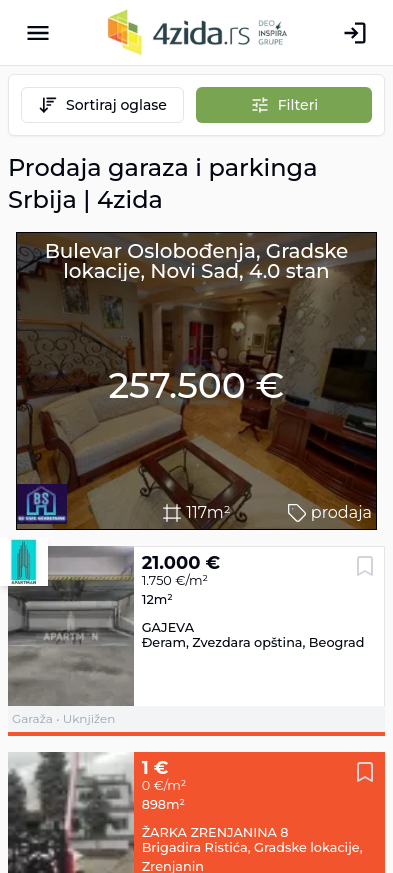 4zida.rs DEO INSPIRA GRUPE
Sortiraj oglase
Filteri
Prodaja garaza i parkinga
Srbija | 4zida
Bulevar Oslobođenja, Gradske
lokacije, Novi Sad, 4.0 stan
257.500 €
BS
117m²
prodaja
APARTMAN
21.000 €
1.750 €/m²
12m²
GAJEVA
Đeram, Zvezdara opština, Beograd
Garaža • Uknjižen
1 €
0 €/m²
898m²
ŽARKA ZRENJANINA 8
Brigadira Ristića, Gradske lokacije,
Zrenjanin